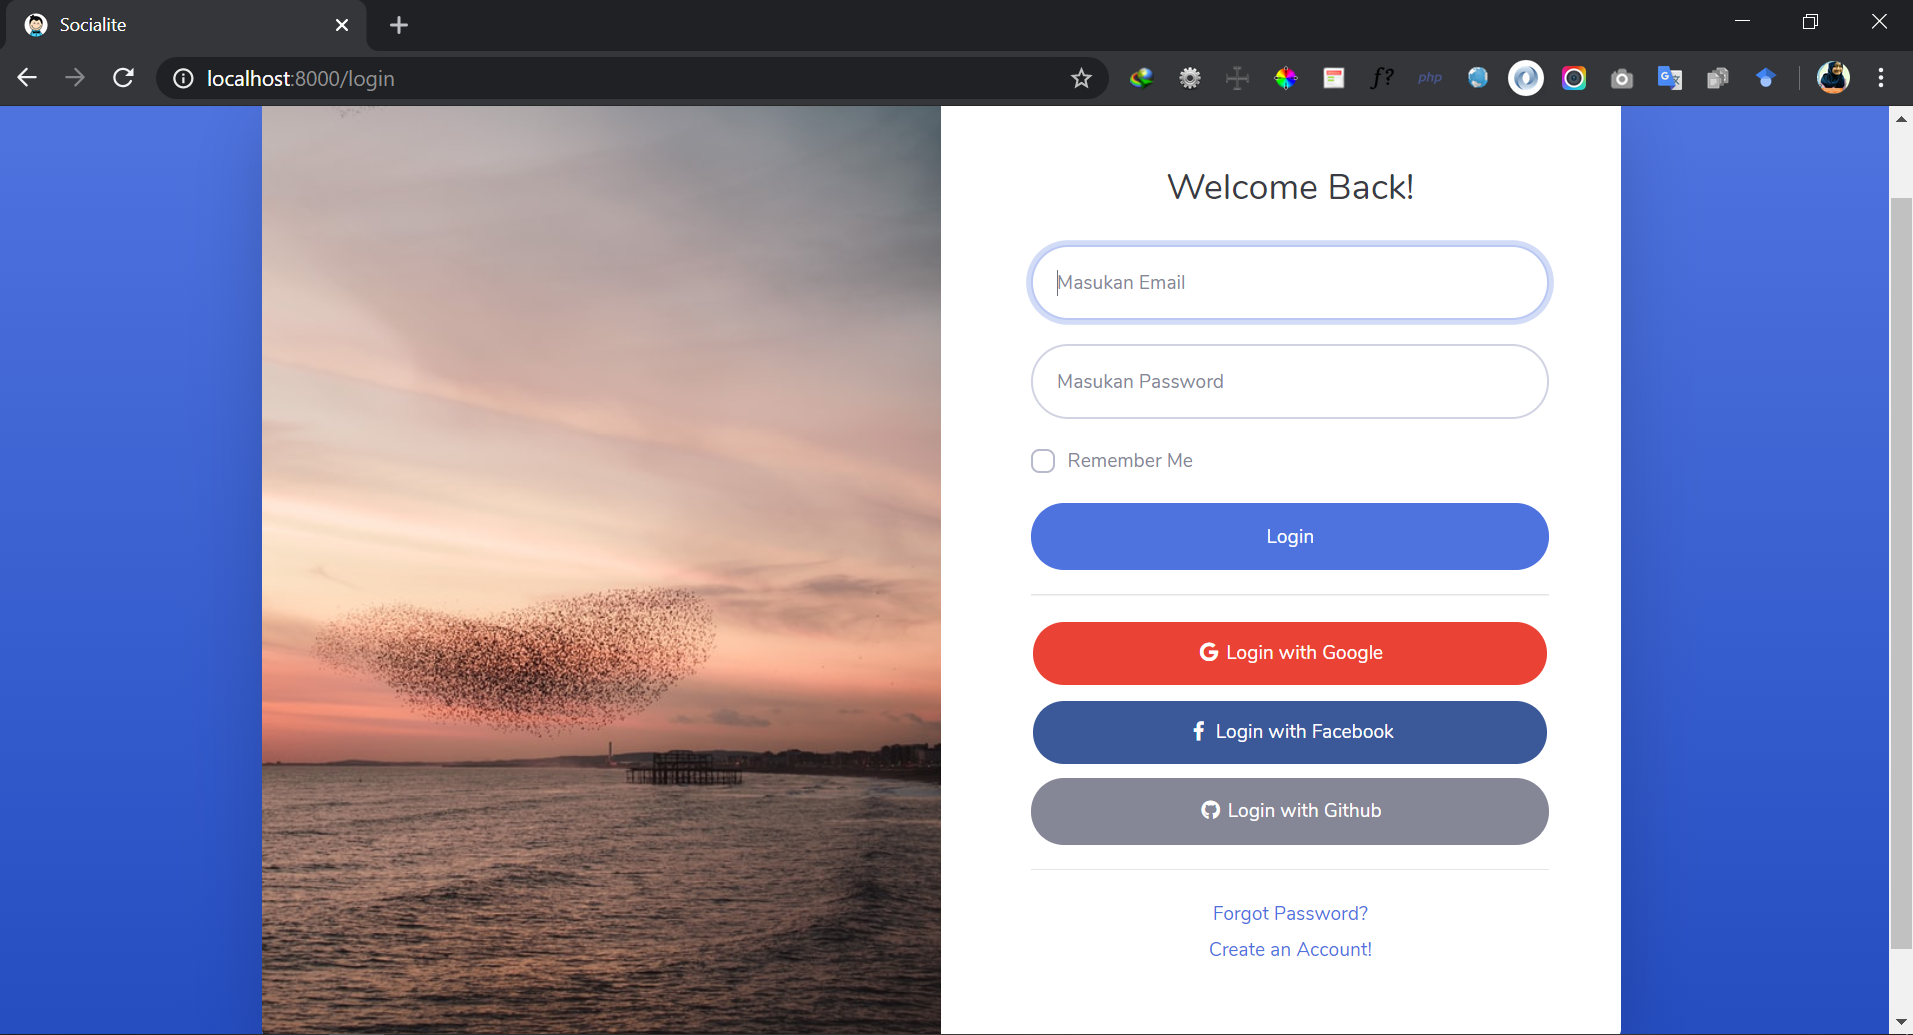 Socialite
localhost:8000/login
f?
php
Welcome Back!
Masukan Email
Masukan Password
Remember Me
Login
Login with Google
Login with Facebook
Login with Github
Forgot Password?
Create an Account!